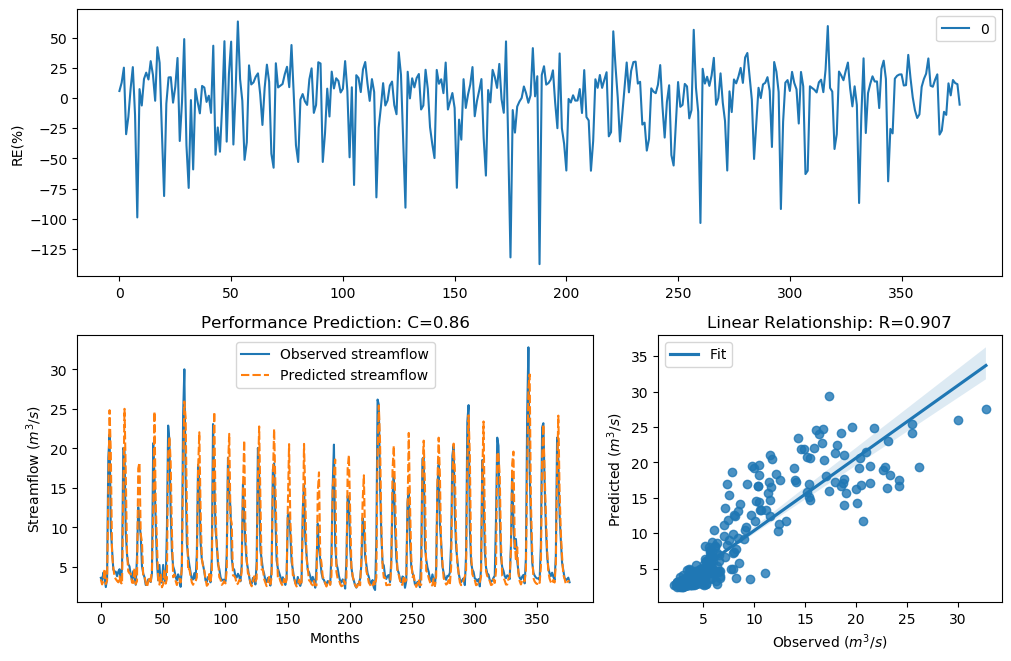 RE(%)
50
25
0
−25
−50
−75
−100
−125
0
0 50 100 150 200 250 300 350
Performance Prediction: C=0.86
Streamflow (m³/s)
30
25
20
15
10
5
Observed streamflow
Predicted streamflow
0 50 100 150 200 250 300 350
Months
Linear Relationship: R=0.907
Predicted (m³/s)
35
30
25
20
15
10
5
Fit
5 10 15 20 25 30
Observed (m³/s)